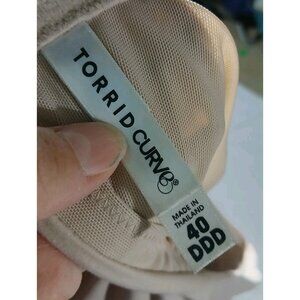 TORRID CURVE®
MADE IN
THAILAND
40
DDD